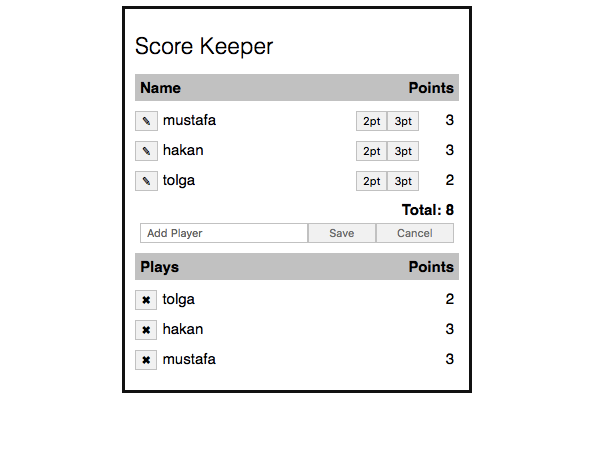 Score Keeper
Name Points
✎ mustafa 2pt 3pt 3
✎ hakan 2pt 3pt 3
✎ tolga 2pt 3pt 2
Total: 8
Add Player Save Cancel
Plays Points
✖ tolga 2
✖ hakan 3
✖ mustafa 3